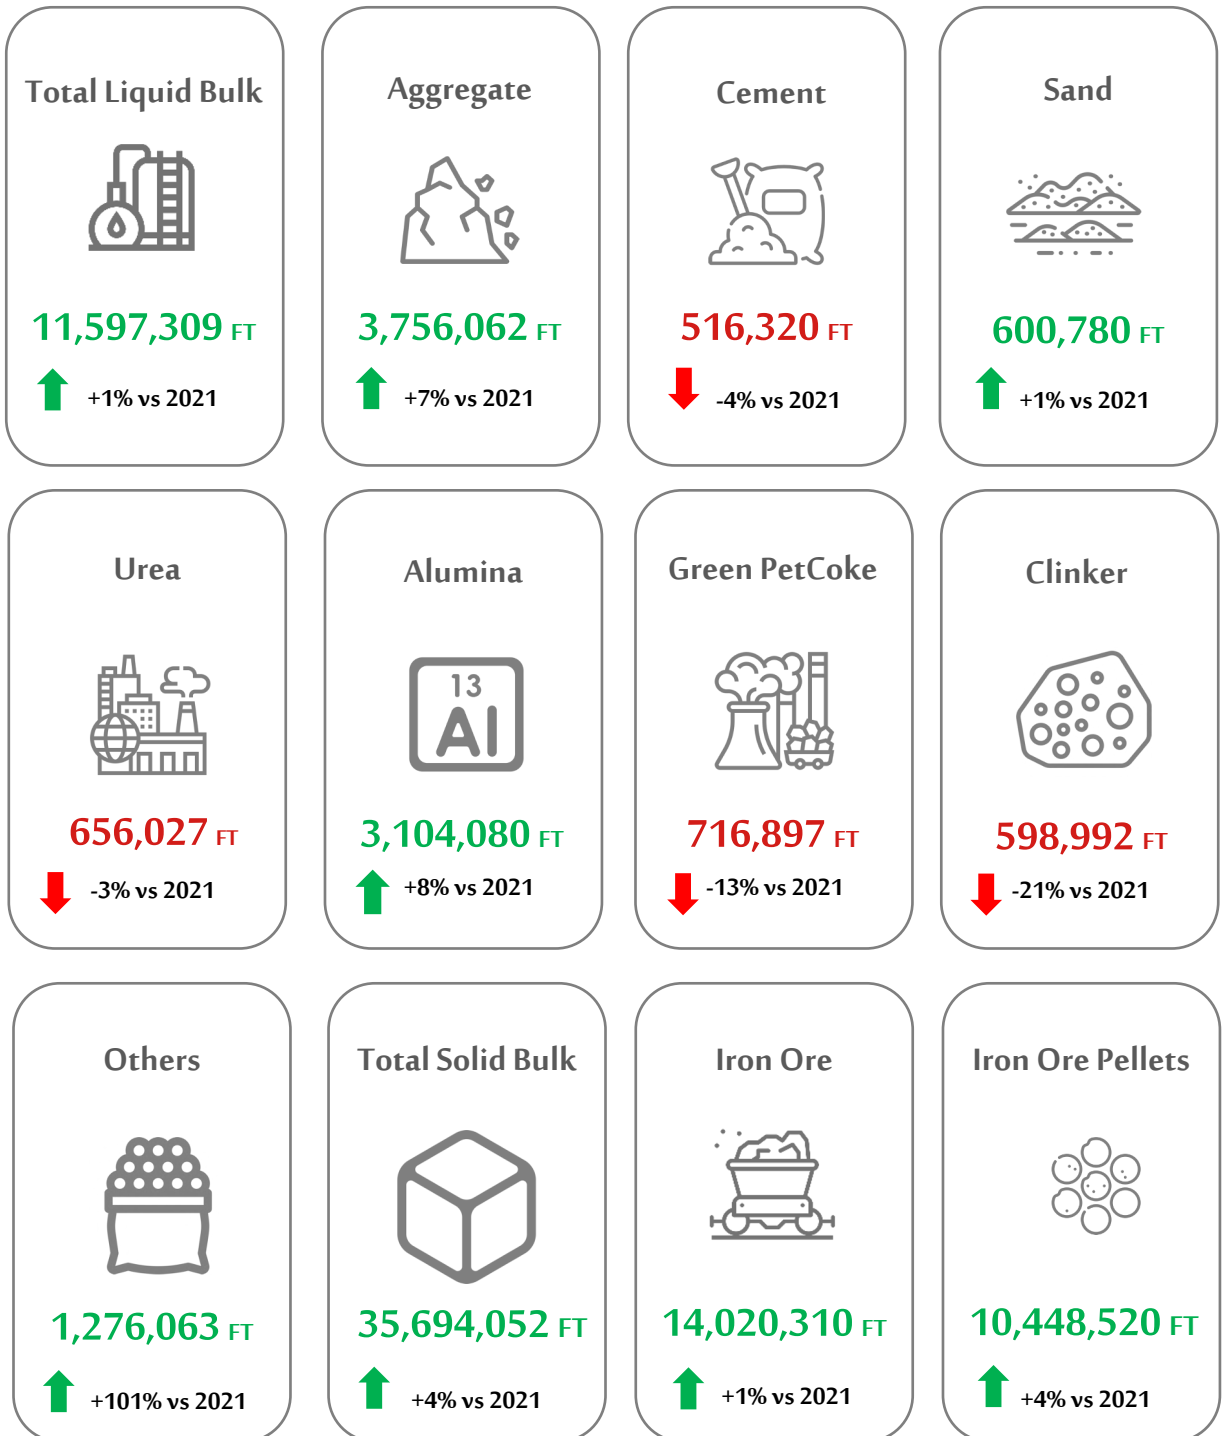 Total Liquid Bulk
11,597,309 FT
+1% vs 2021
Aggregate
3,756,062 FT
+7% vs 2021
Cement
516,320 FT
-4% vs 2021
Sand
600,780 FT
+1% vs 2021
Urea
656,027 FT
-3% vs 2021
Alumina
13
Al
3,104,080 FT
+8% vs 2021
Green PetCoke
716,897 FT
-13% vs 2021
Clinker
598,992 FT
-21% vs 2021
Others
1,276,063 FT
+101% vs 2021
Total Solid Bulk
35,694,052 FT
+4% vs 2021
Iron Ore
14,020,310 FT
+1% vs 2021
Iron Ore Pellets
10,448,520 FT
+4% vs 2021